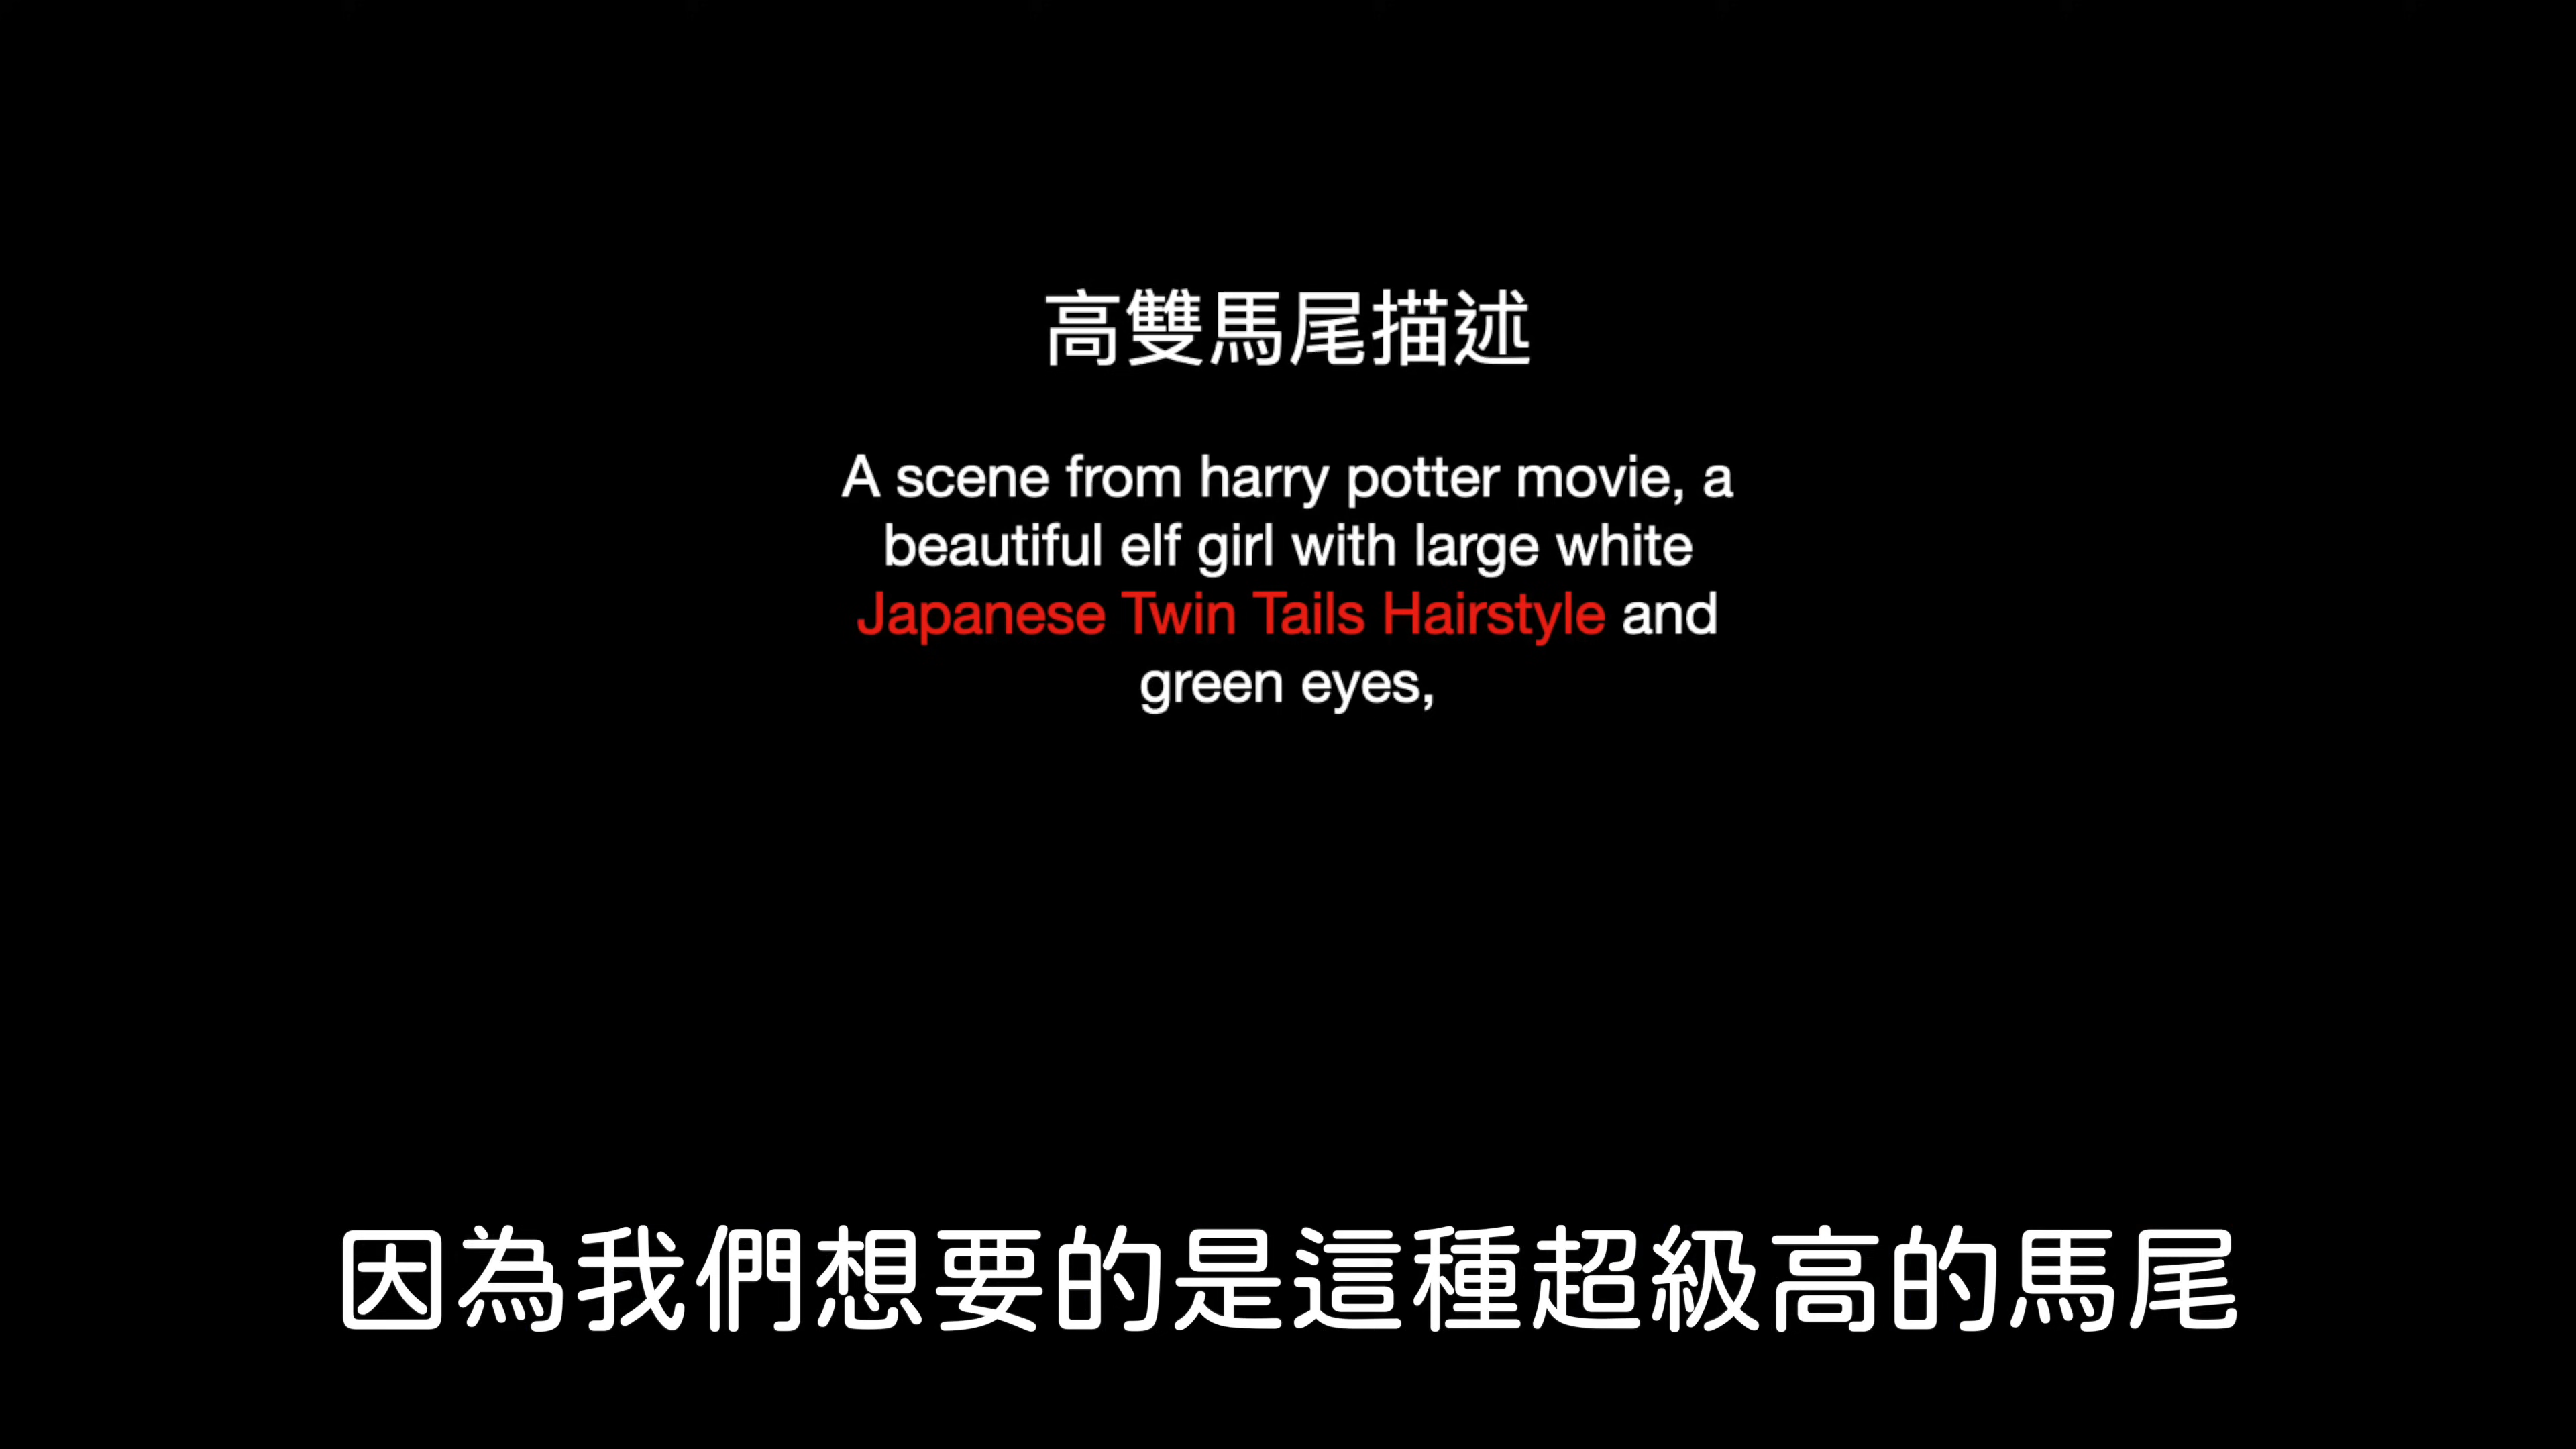 高雙馬尾描述
A scene from harry potter movie, a
beautiful elf girl with large white
Japanese Twin Tails Hairstyle and
green eyes,
因為我們想要的是這種超級高的馬尾